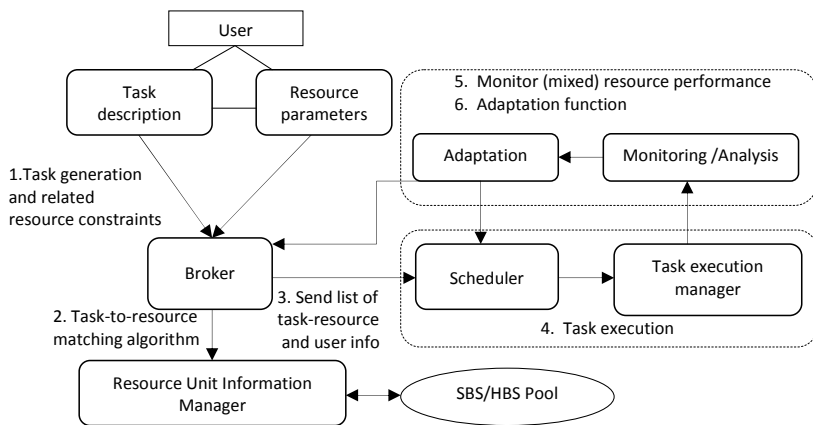 User
Task
description
Resource
parameters
5. Monitor (mixed) resource performance
6. Adaptation function
Adaptation
Monitoring /Analysis
1.Task generation
and related
resource constraints
Broker
Scheduler
Task execution
manager
2. Task-to-resource
matching algorithm
3. Send list of
task-resource
and user info
4. Task execution
Resource Unit Information
Manager
SBS/HBS Pool